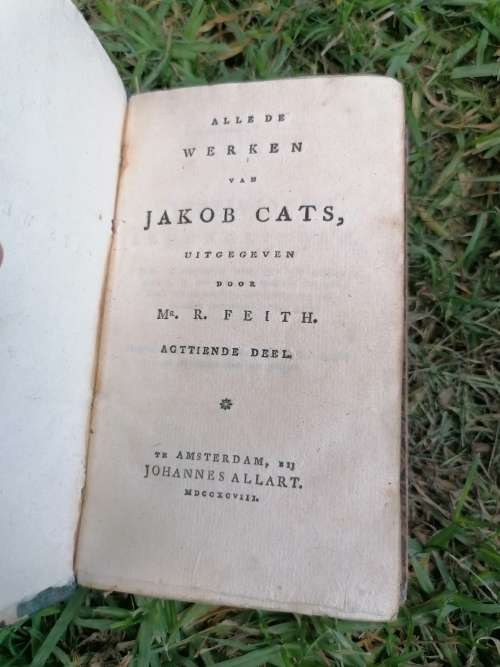 ALLE DE
WERKEN
VAN
JAKOB CATS,
UITGEGEVEN
DOOR
MR. R. FEITH.
AGTTIENDE DEEL.
TE AMSTERDAM, BIJ
JOHANNES ALLART.
MDCCXCVIII.